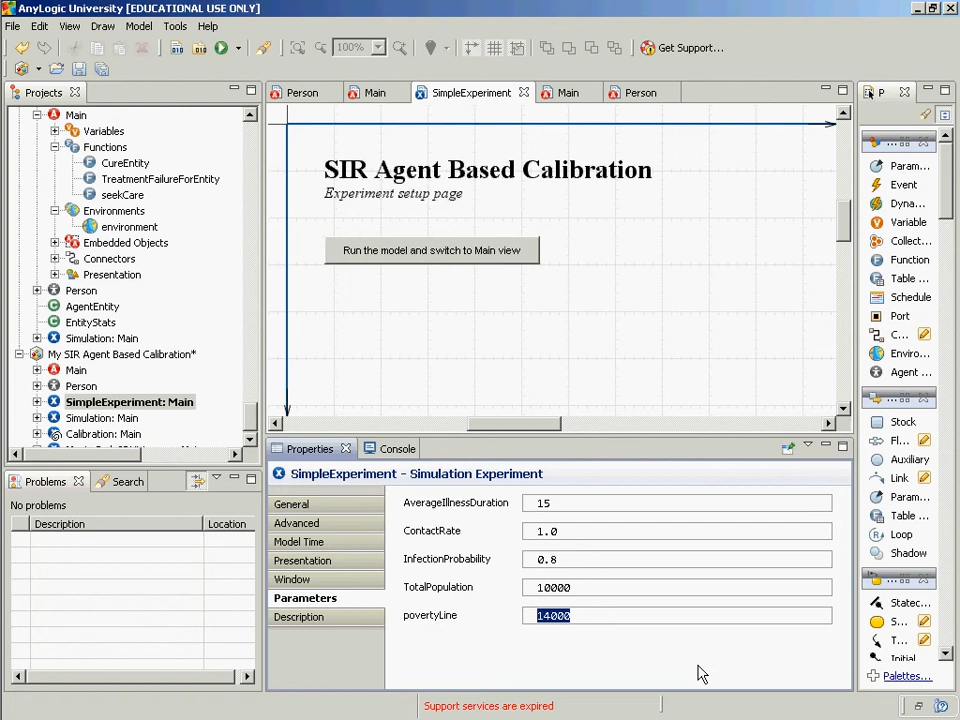 AnyLogic University [EDUCATIONAL USE ONLY]
File Edit View Draw Model Tools Help
100% Get Support...
Projects
Main
Variables
Functions
CureEntity
TreatmentFailureForEntity
seekCare
Environments
environment
Embedded Objects
Connectors
Presentation
Person
AgentEntity
EntityStats
Simulation: Main
My SIR Agent Based Calibration*
Main
Person
SimpleExperiment: Main
Simulation: Main
Calibration: Main
Problems Search
No problems
Description Location
Person Main SimpleExperiment Main Person
SIR Agent Based Calibration
Experiment setup page
Run the model and switch to Main view
Properties Console
SimpleExperiment - Simulation Experiment
General
Advanced
Model Time
Presentation
Window
Parameters
Description
AverageIllnessDuration 15
ContactRate 1.0
InfectionProbability 0.8
TotalPopulation 10000
povertyLine 14000
P
Param...
Event
Dyna...
Variable
Collect...
Function
Table ...
Schedule
Port
C...
Enviro...
Agent ...
Stock
Fl...
Auxiliary
Link
Param...
Table ...
Loop
Shadow
Statec...
S...
T...
Initial
Palettes...
Support services are expired